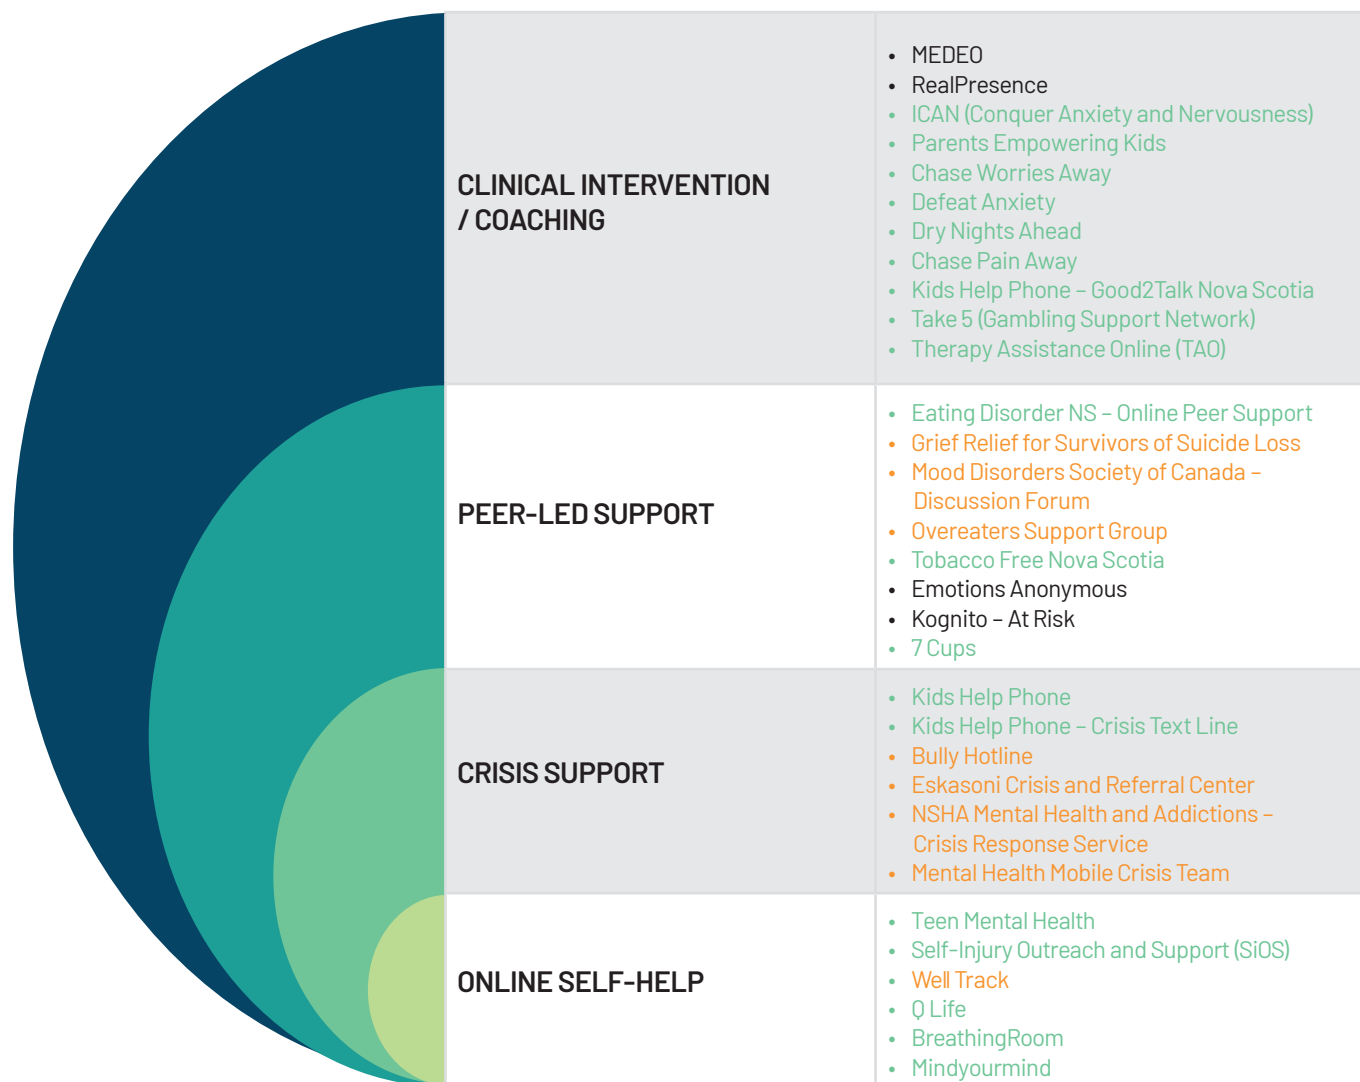 CLINICAL INTERVENTION
/ COACHING
• MEDEO
• RealPresence
• ICAN (Conquer Anxiety and Nervousness)
• Parents Empowering Kids
• Chase Worries Away
• Defeat Anxiety
• Dry Nights Ahead
• Chase Pain Away
• Kids Help Phone – Good2Talk Nova Scotia
• Take 5 (Gambling Support Network)
• Therapy Assistance Online (TAO)
PEER-LED SUPPORT
• Eating Disorder NS – Online Peer Support
• Grief Relief for Survivors of Suicide Loss
• Mood Disorders Society of Canada –
Discussion Forum
• Overeaters Support Group
• Tobacco Free Nova Scotia
• Emotions Anonymous
• Kognito – At Risk
• 7 Cups
CRISIS SUPPORT
• Kids Help Phone
• Kids Help Phone – Crisis Text Line
• Bully Hotline
• Eskasoni Crisis and Referral Center
• NSHA Mental Health and Addictions –
Crisis Response Service
• Mental Health Mobile Crisis Team
ONLINE SELF-HELP
• Teen Mental Health
• Self-Injury Outreach and Support (SiOS)
• Well Track
• Q Life
• BreathingRoom
• Mindyourmind